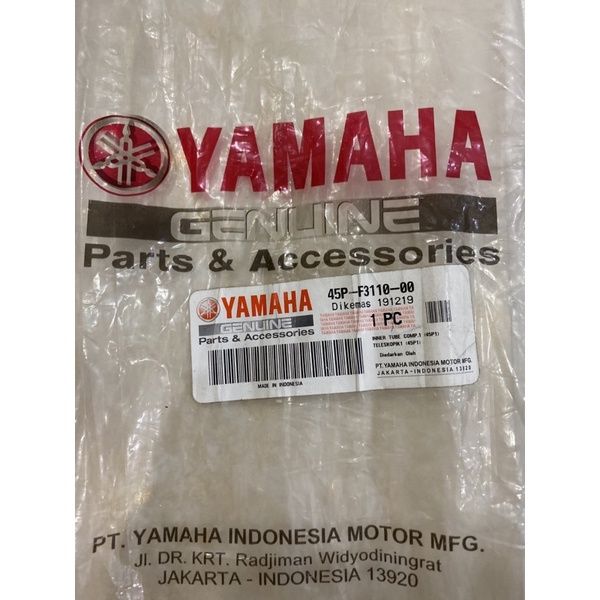 YAMAHA
GENUINE
Parts & Accessories
YAMAHA
GENUINE
Parts & Accessories
45P-F3110-00
Dikemas 191219
1 PC
INNER TUBE COMP.1 (45P1)
TELESKOPIK1 (45P1)
Diedarkan Oleh
PT. YAMAHA INDONESIA MOTOR MFG.
JAKARTA-INDONESIA 13920
MADE IN INDONESIA
PT. YAMAHA INDONESIA MOTOR MFG.
Jl. DR. KRT. Radjiman Widyodiningrat
JAKARTA - INDONESIA 13920